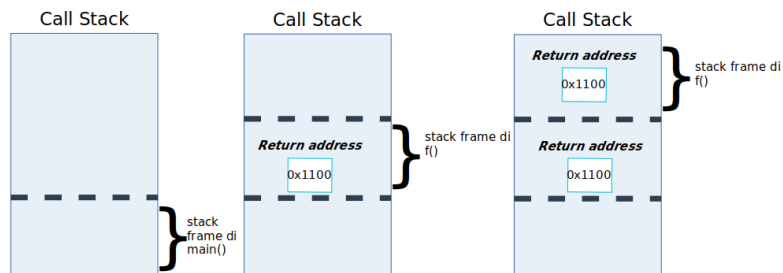 Call Stack
stack
frame di
main()
Call Stack
Return address
0x1100
stack frame di
f()
Call Stack
Return address
0x1100
stack frame di
f()
Return address
0x1100